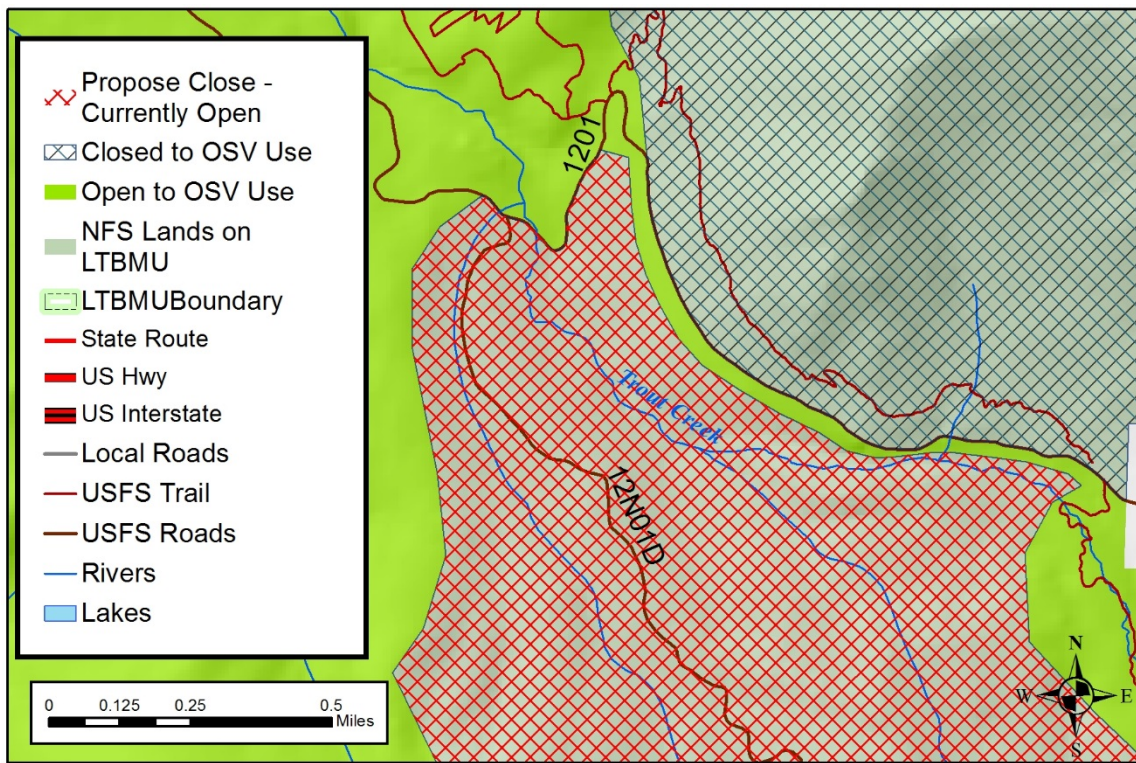 Propose Close -
Currently Open
Closed to OSV Use
Open to OSV Use
NFS Lands on
LTBMU
LTBMUBoundary
State Route
US Hwy
US Interstate
Local Roads
USFS Trail
USFS Roads
Rivers
Lakes
0 0.125 0.25 0.5
Miles
1201
Trout Creek
12N01D
N
W E
S